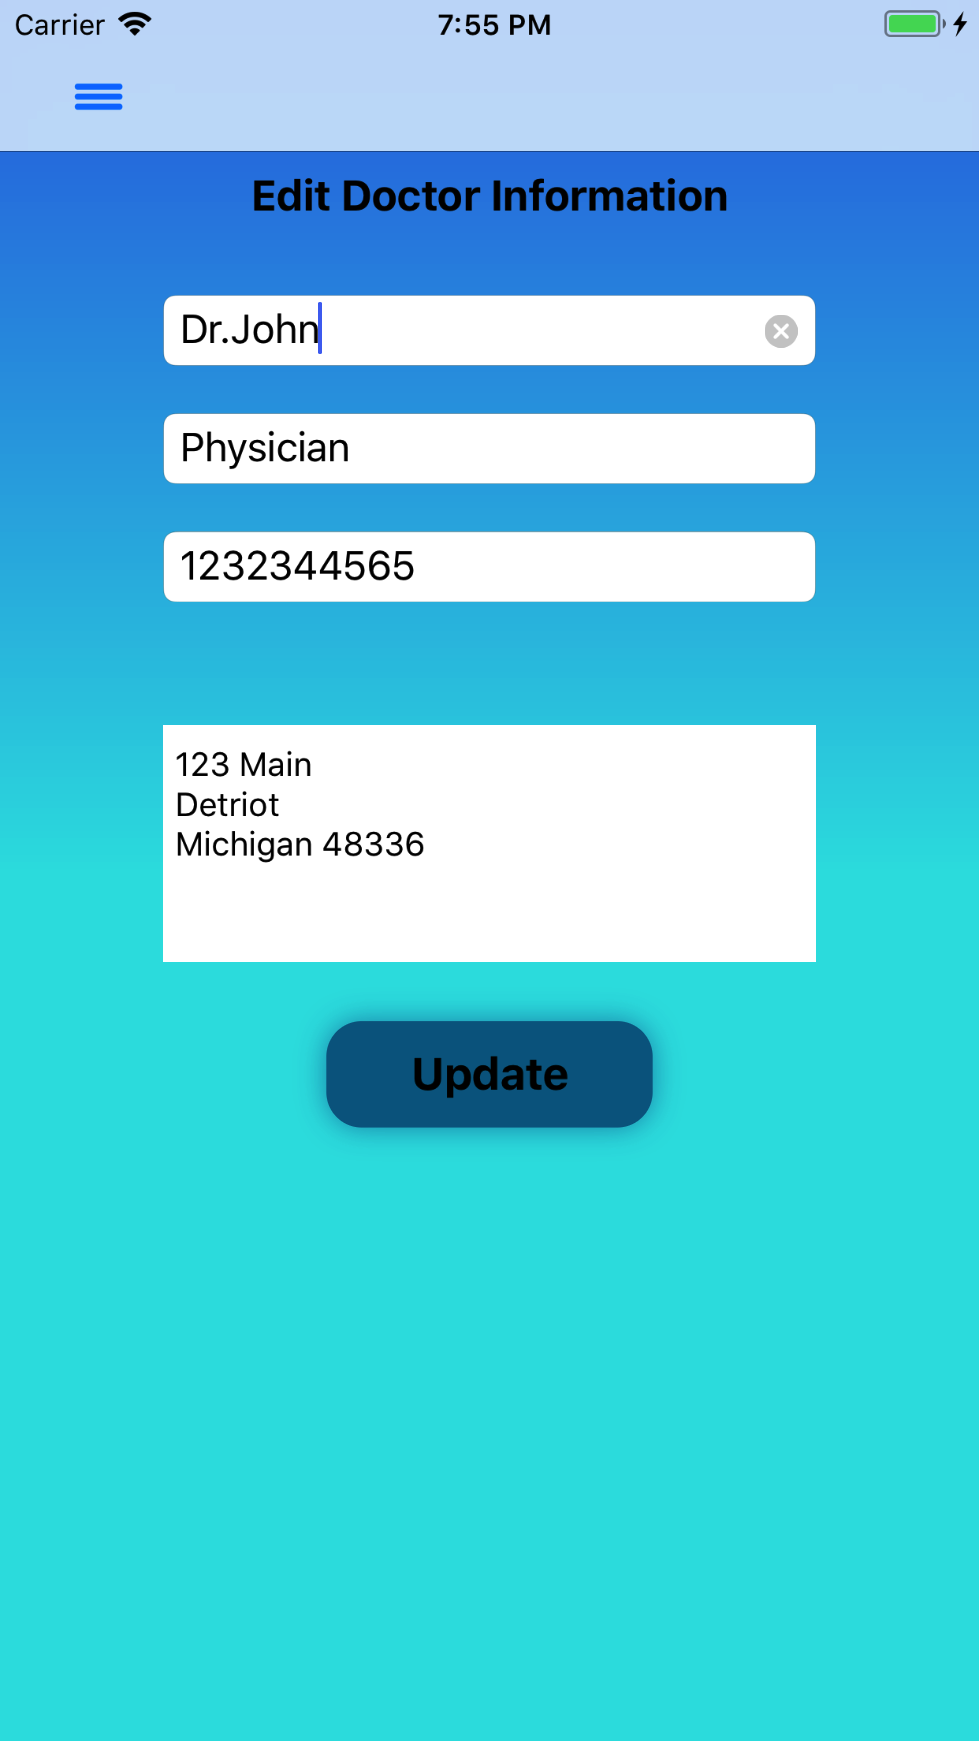 Carrier 7:55 PM
Edit Doctor Information
Dr.John
Physician
1232344565
123 Main
Detriot
Michigan 48336
Update